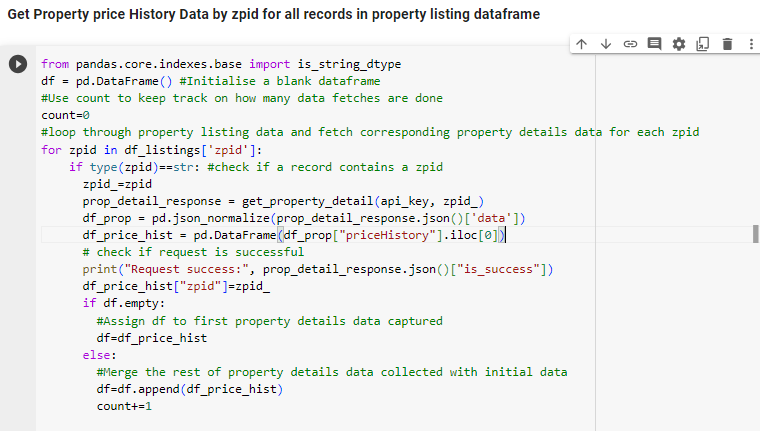 Get Property price History Data by zpid for all records in property listing dataframe
from pandas.core.indexes.base import is_string_dtype
df = pd.DataFrame() #Initialise a blank dataframe
#Use count to keep track on how many data fetches are done
count=0
#loop through property listing data and fetch corresponding property details data for each zpid
for zpid in df_listings['zpid']:
    if type(zpid)==str: #check if a record contains a zpid
      zpid_=zpid
      prop_detail_response = get_property_detail(api_key, zpid_)
      df_prop = pd.json_normalize(prop_detail_response.json()['data'])
      df_price_hist = pd.DataFrame(df_prop["priceHistory"].iloc[0])
      # check if request is successful
      print("Request success:", prop_detail_response.json()["is_success"])
      df_price_hist["zpid"]=zpid_
      if df.empty:
        #Assign df to first property details data captured
        df=df_price_hist
      else:
        #Merge the rest of property details data collected with initial data
        df=df.append(df_price_hist)
        count+=1